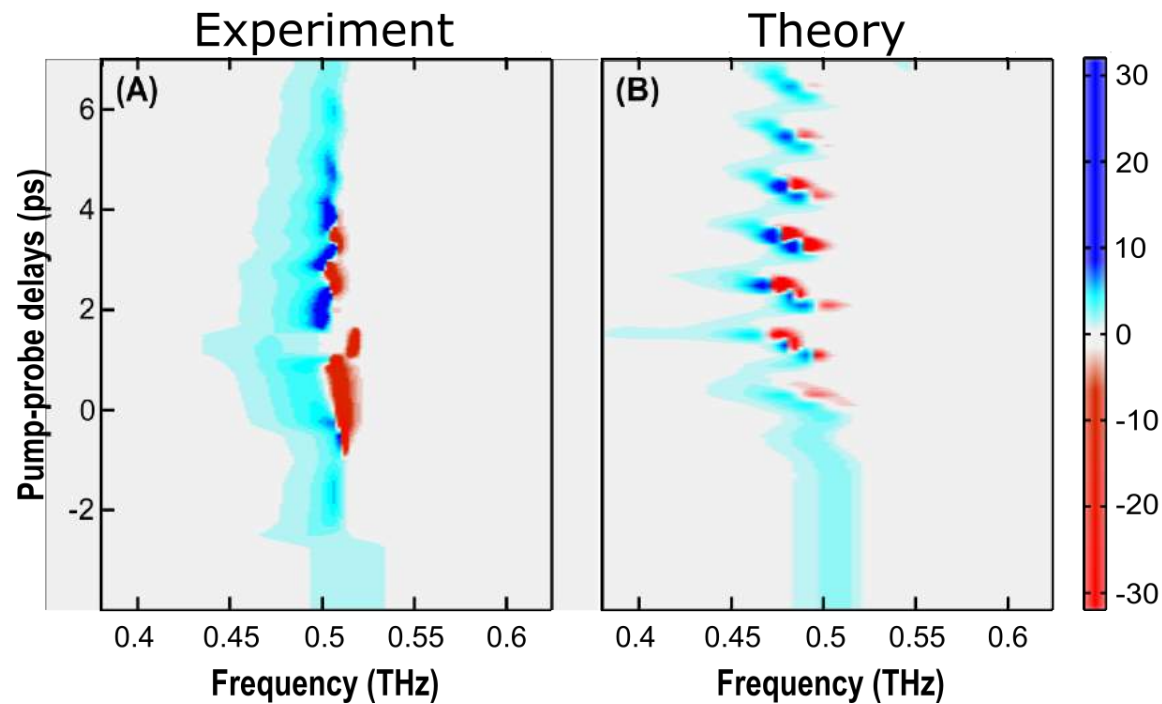 Experiment
Theory
(A)
(B)
6
4
2
0
-2
Pump-probe delays (ps)
0.4 0.45 0.5 0.55 0.6
0.4 0.45 0.5 0.55 0.6
Frequency (THz)
Frequency (THz)
30
20
10
0
-10
-20
-30